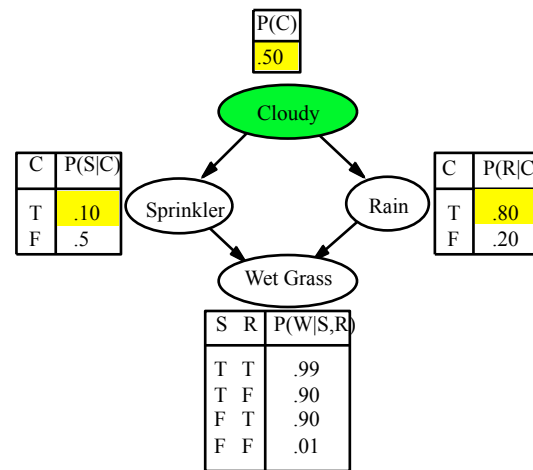 P(C)
.50
Cloudy
C P(S|C)
T .10
F .5
Sprinkler
Rain
C P(R|C
T .80
F .20
Wet Grass
S R P(W|S,R)
T T .99
T F .90
F T .90
F F .01